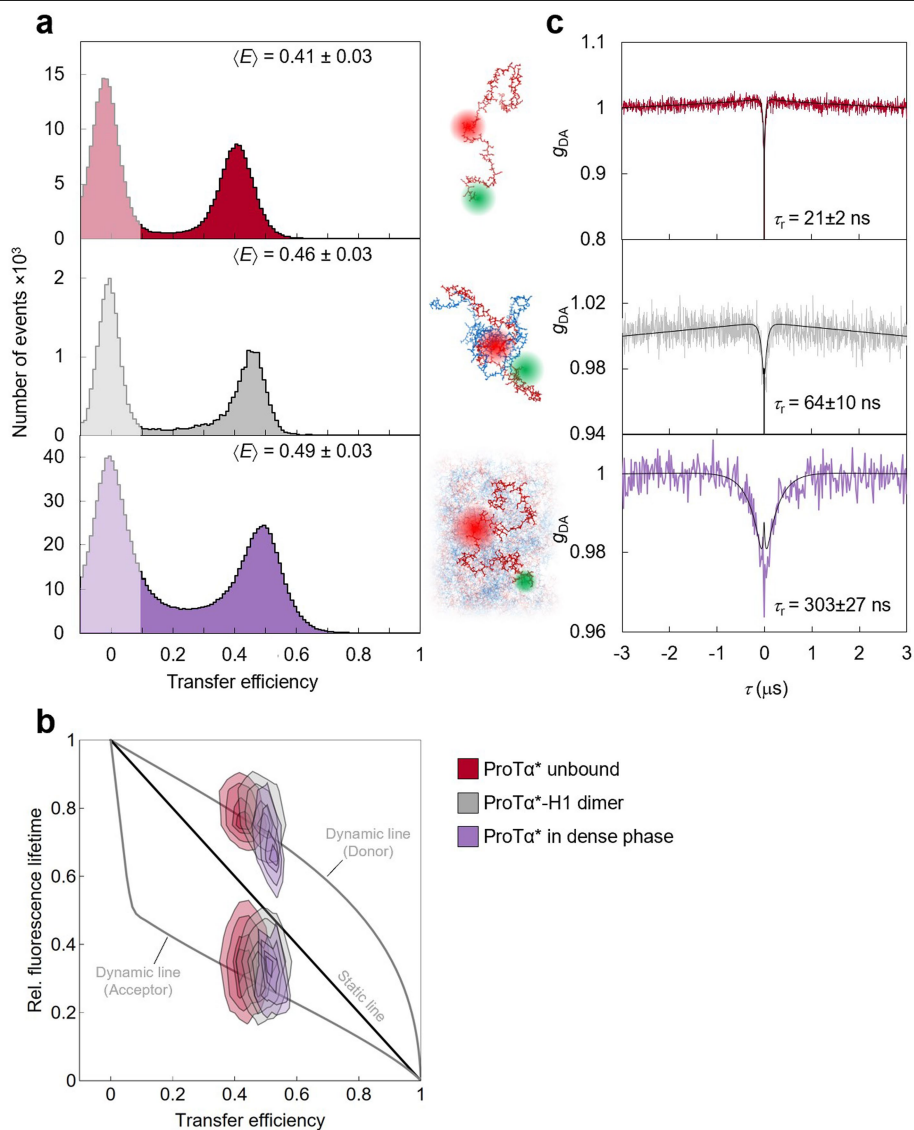 a
⟨E⟩ = 0.41 ± 0.03
15
10
5
0
⟨E⟩ = 0.46 ± 0.03
2
1
0
⟨E⟩ = 0.49 ± 0.03
40
30
20
10
0
Number of events ×10³
0 0.2 0.4 0.6 0.8 1
Transfer efficiency
c
1.1
1
0.9
0.8
gDA
τr = 21±2 ns
1.02
0.98
0.94
gDA
τr = 64±10 ns
1
0.98
0.96
gDA
τr = 303±27 ns
-3 -2 -1 0 1 2 3
τ (μs)
b
1
0.8
0.6
0.4
0.2
0
Rel. fluorescence lifetime
Dynamic line
(Donor)
Dynamic line
(Acceptor)
Static line
0 0.2 0.4 0.6 0.8 1
Transfer efficiency
ProTα* unbound
ProTα*-H1 dimer
ProTα* in dense phase